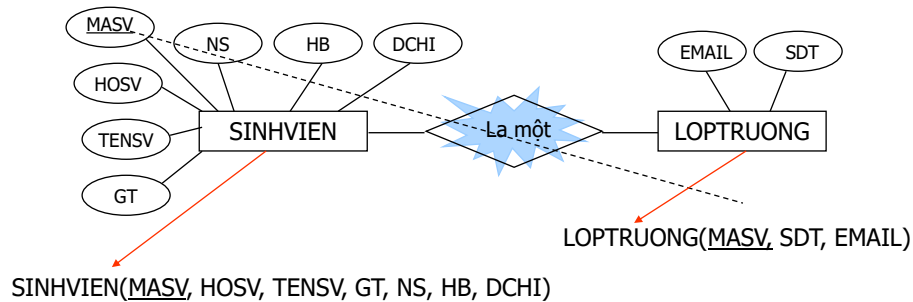 MASV
NS
HB
DCHI
EMAIL
SDT
HOSV
TENSV
SINHVIEN
La một
LOPTRUONG
GT
LOPTRUONG(MASV, SDT, EMAIL)
SINHVIEN(MASV, HOSV, TENSV, GT, NS, HB, DCHI)